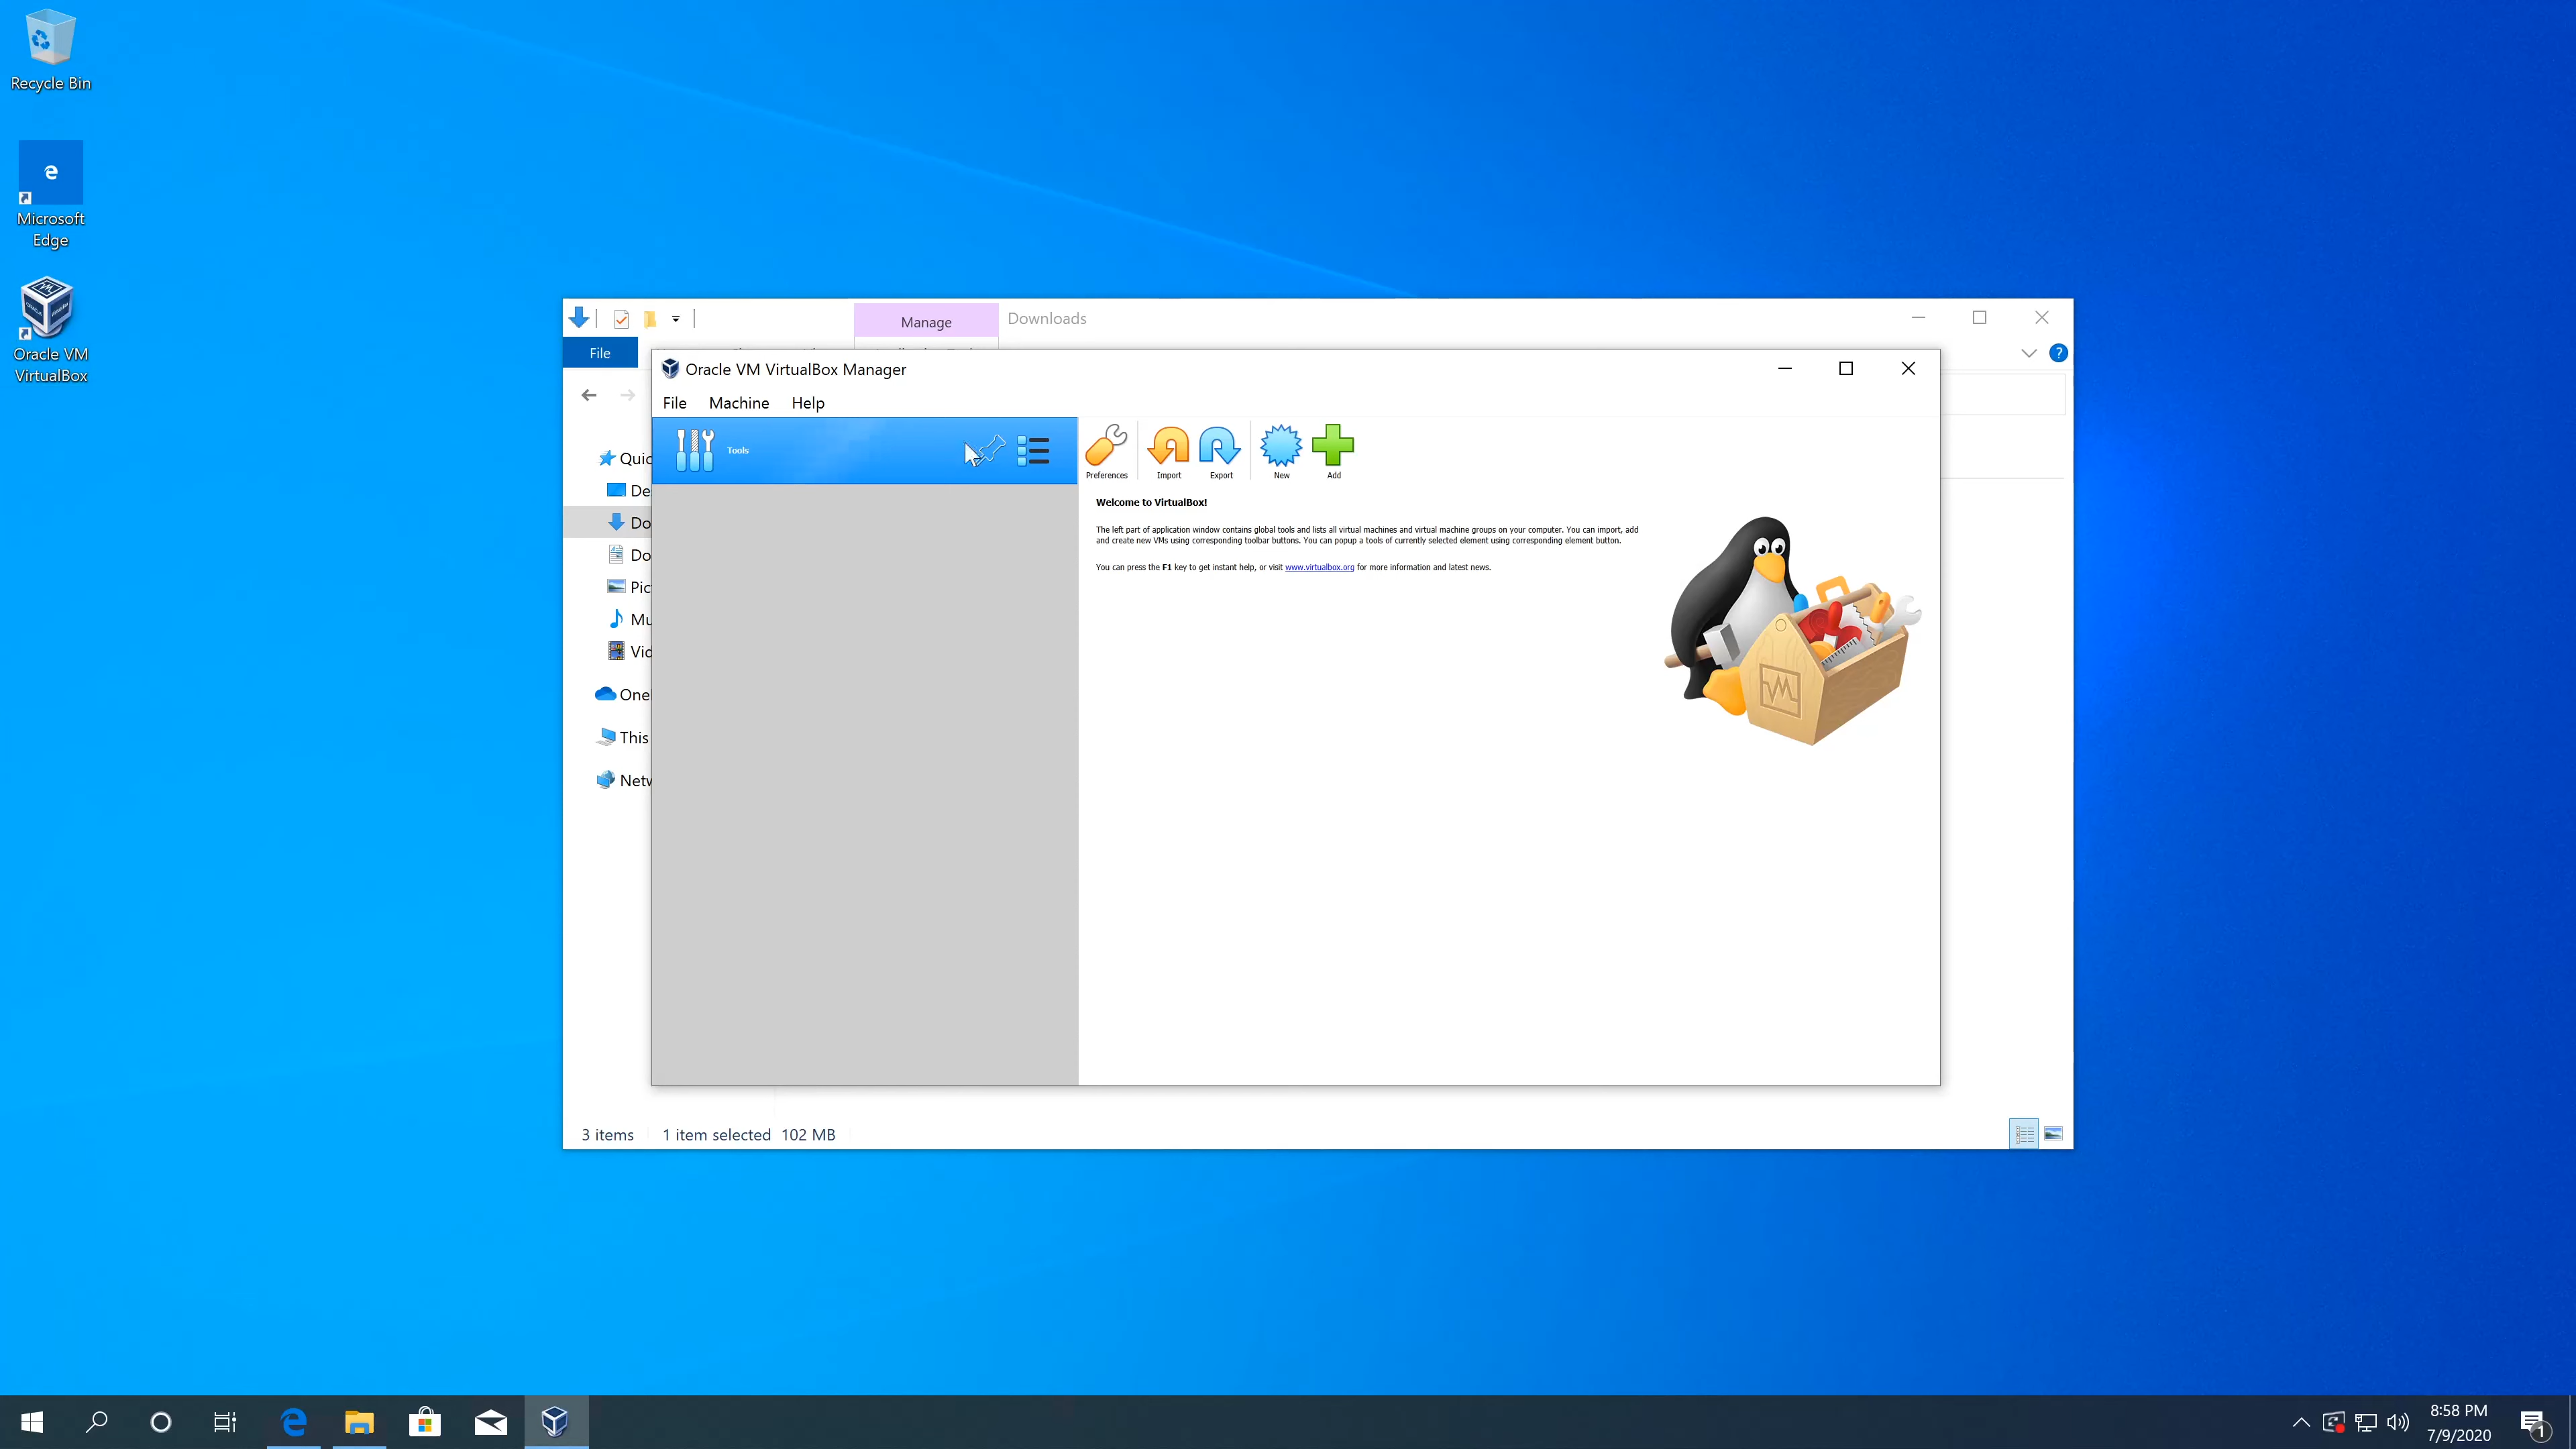 Recycle Bin
Microsoft
Edge
Oracle VM
VirtualBox
Manage
Downloads
File
Oracle VM VirtualBox Manager
File Machine Help
Tools
Preferences Import Export New Add
Welcome to VirtualBox!
The left part of application window contains global tools and lists all virtual machines and virtual machine groups on your computer. You can import, add
and create new VMs using corresponding toolbar buttons. You can popup a tools of currently selected element using corresponding element button.
You can press the F1 key to get instant help, or visit www.virtualbox.org for more information and latest news.
Quic
De
Do
Do
Pic
Mu
Vid
One
This
Netw
3 items 1 item selected 102 MB
8:58 PM
7/9/2020
1